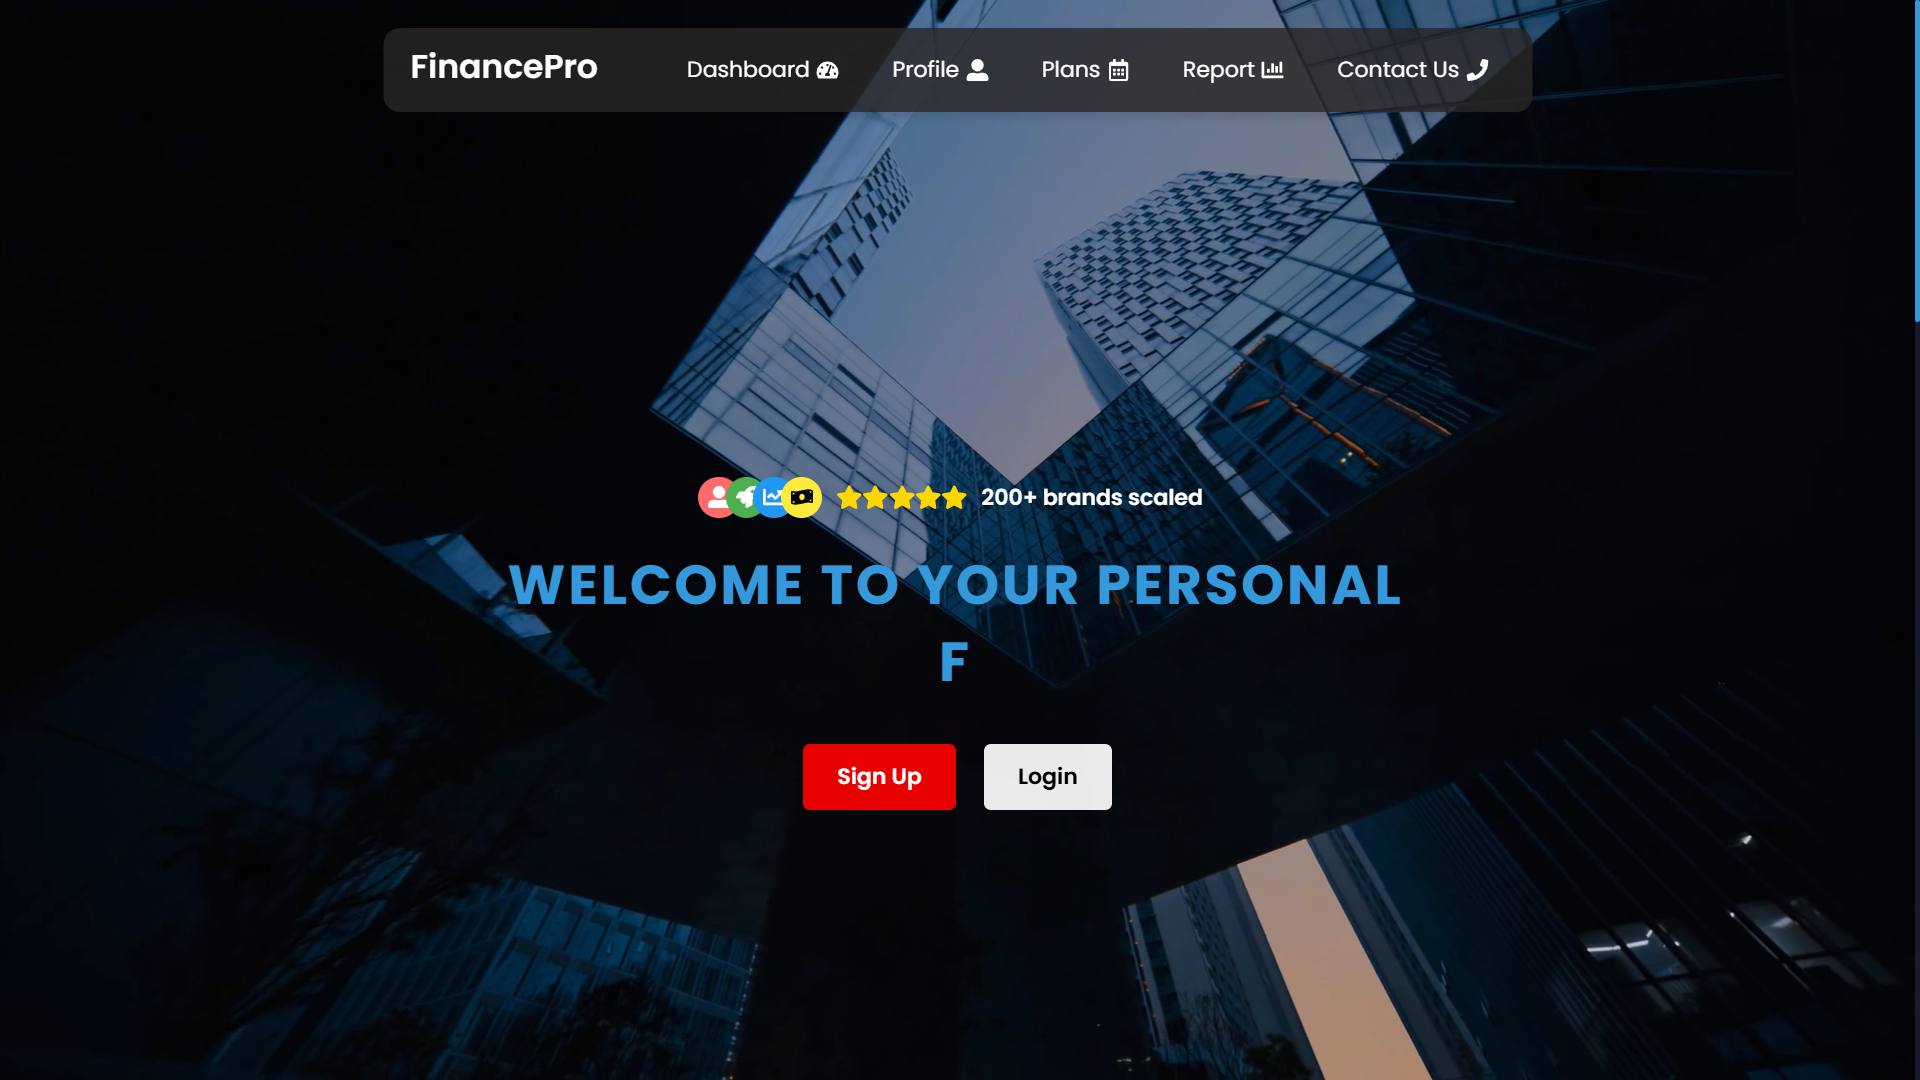 FinancePro
Dashboard
Profile
Plans
Report
Contact Us
200+ brands scaled
WELCOME TO YOUR PERSONAL
F
Sign Up
Login